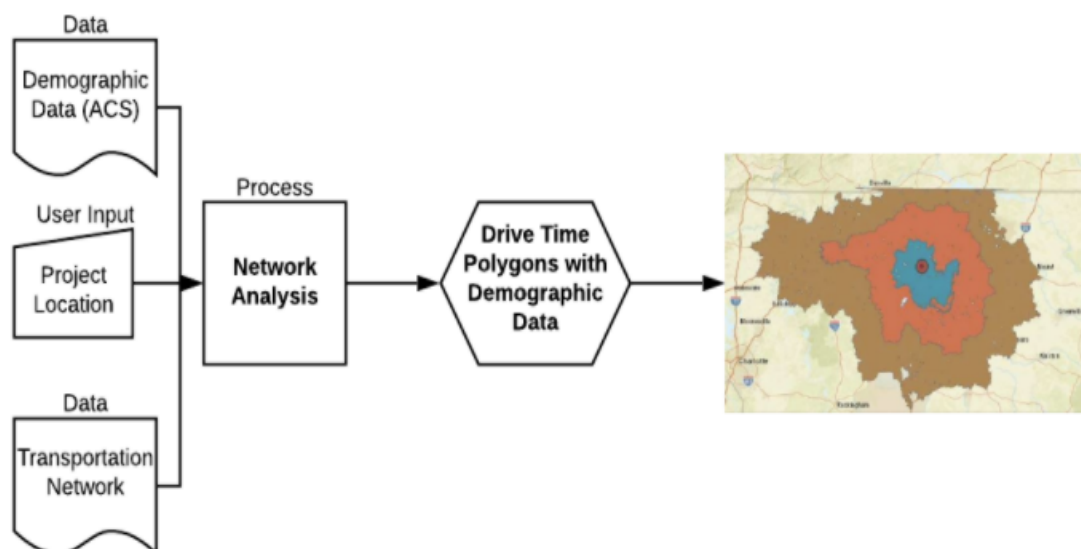 Data
Demographic
Data (ACS)
User Input
Project
Location
Data
Transportation
Network
Process
Network
Analysis
Drive Time
Polygons with
Demographic
Data
Charlotte